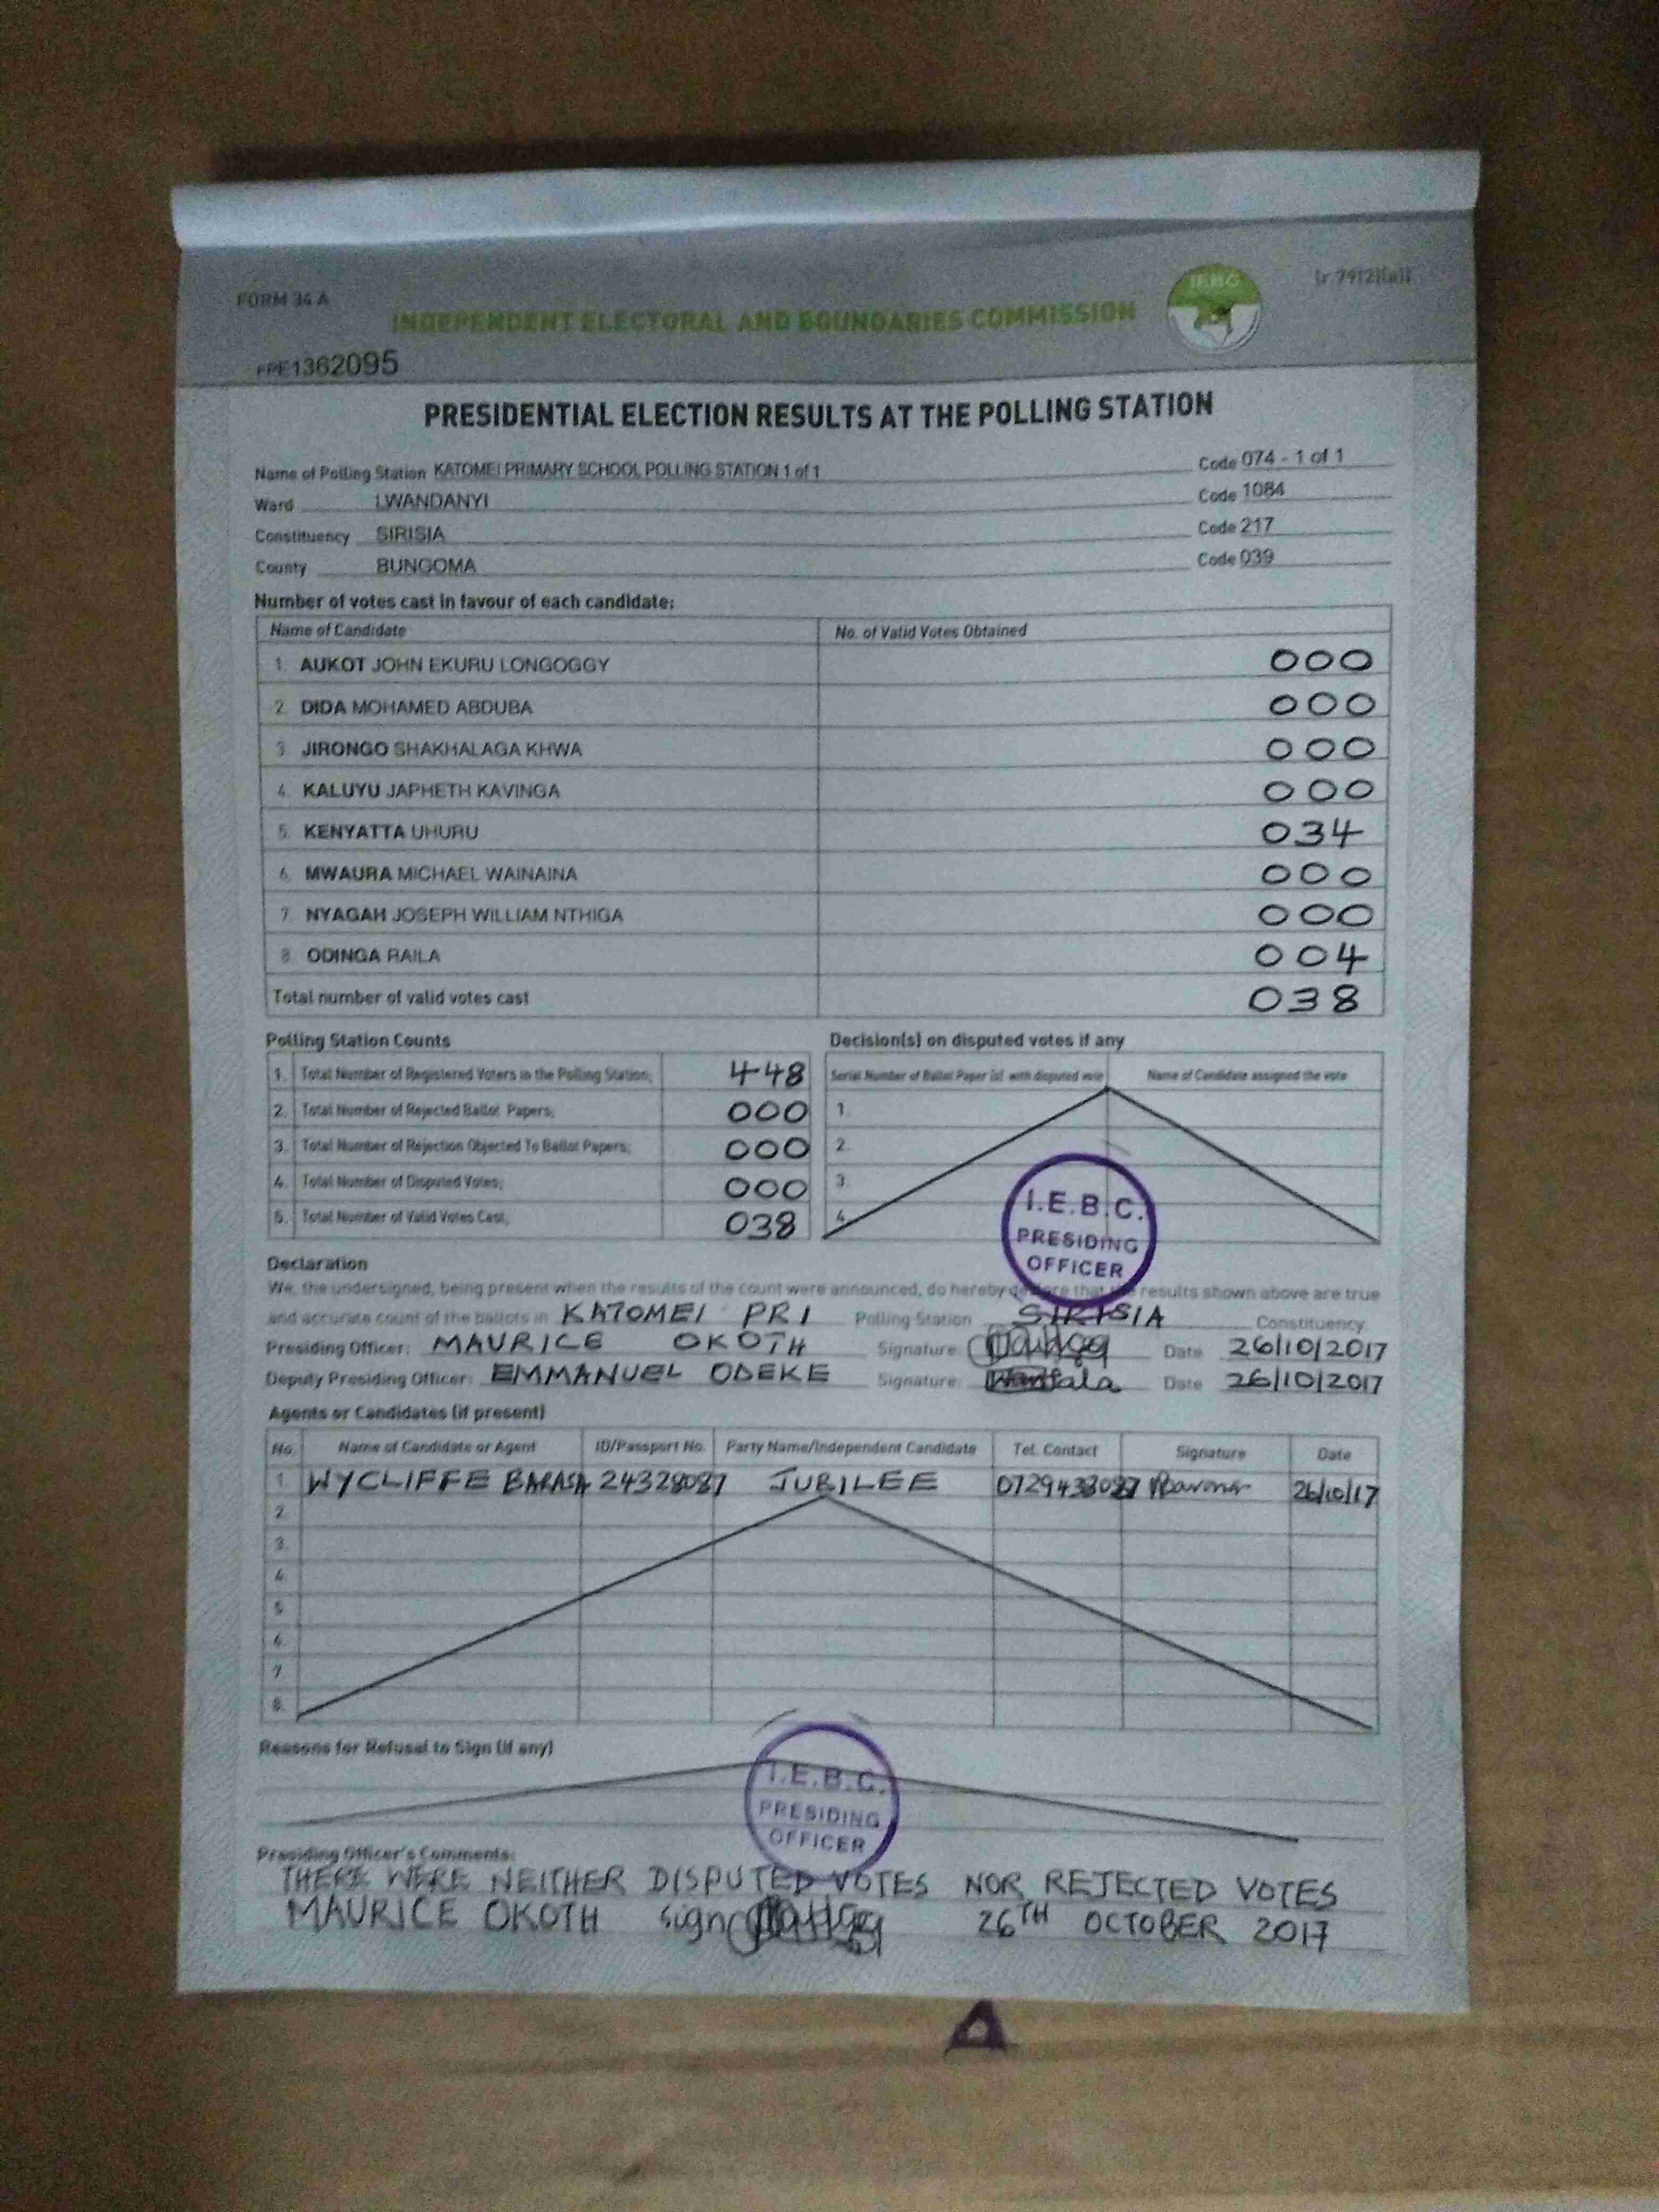 FORM 34 A
INDEPENDENT ELECTORAL AND BOUNDARIES COMMISSION
IEBC
1362095
PRESIDENTIAL ELECTION RESULTS AT THE POLLING STATION
Name of Polling Station KATOMEI PRIMARY SCHOOL POLLING STATION 1 of 1 Code 074 - 1 of 1
Ward LWANDANYI Code 1084
Constituency SIRISIA Code 217
County BUNGOMA Code 039
Number of votes cast in favour of each candidate:
Name of Candidate No. of Valid Votes Obtained
1. AUKOT JOHN EKURU LONGOGGY 000
2. DIDA MOHAMED ABDUBA 000
3. JIRONGO SHAKHALAGA KHWA 000
4. KALUYU JAPHETH KAVINGA 000
5. KENYATTA UHURU 034
6. MWAURA MICHAEL WAINAINA 000
7. NYAGAH JOSEPH WILLIAM NTHIGA 000
8. ODINGA RAILA 004
Total number of valid votes cast 038
Polling Station Counts
1. Total Number of Registered Voters in the Polling Station; 448
2. Total Number of Rejected Ballot Papers; 000
3. Total Number of Rejection Objected To Ballot Papers; 000
4. Total Number of Disputed Votes; 000
5. Total Number of Valid Votes Cast; 038
Decision(s) on disputed votes if any
Serial Number of Ballot Paper (s) with disputed vote Name of Candidate assigned the vote
1.
2.
3.
4.
I.E.B.C.
PRESIDING
OFFICER
Declaration
We, the undersigned, being present when the results of the count were announced, do hereby declare that the results shown above are true
and accurate count of the ballots in KATOMEI PRI Polling Station SIRISIA Constituency
Presiding Officer: MAURICE OKOTH Signature: Date 26/10/2017
Deputy Presiding Officer: EMMANUEL ODEKE Signature: Date 26/10/2017
Agents or Candidates (if present)
No. Name of Candidate or Agent ID/Passport No. Party Name/Independent Candidate Tel. Contact Signature Date
1 WYCLIFFE BARASA 24328087 JUBILEE 26/10/17
2
3.
4
5
6.
7
8.
Reasons for Refusal to Sign (if any)
I.E.B.C.
PRESIDING
OFFICER
Presiding Officer's Comments:
THERE WERE NEITHER DISPUTED VOTES NOR REJECTED VOTES
MAURICE OKOTH sign 26TH OCTOBER 2017